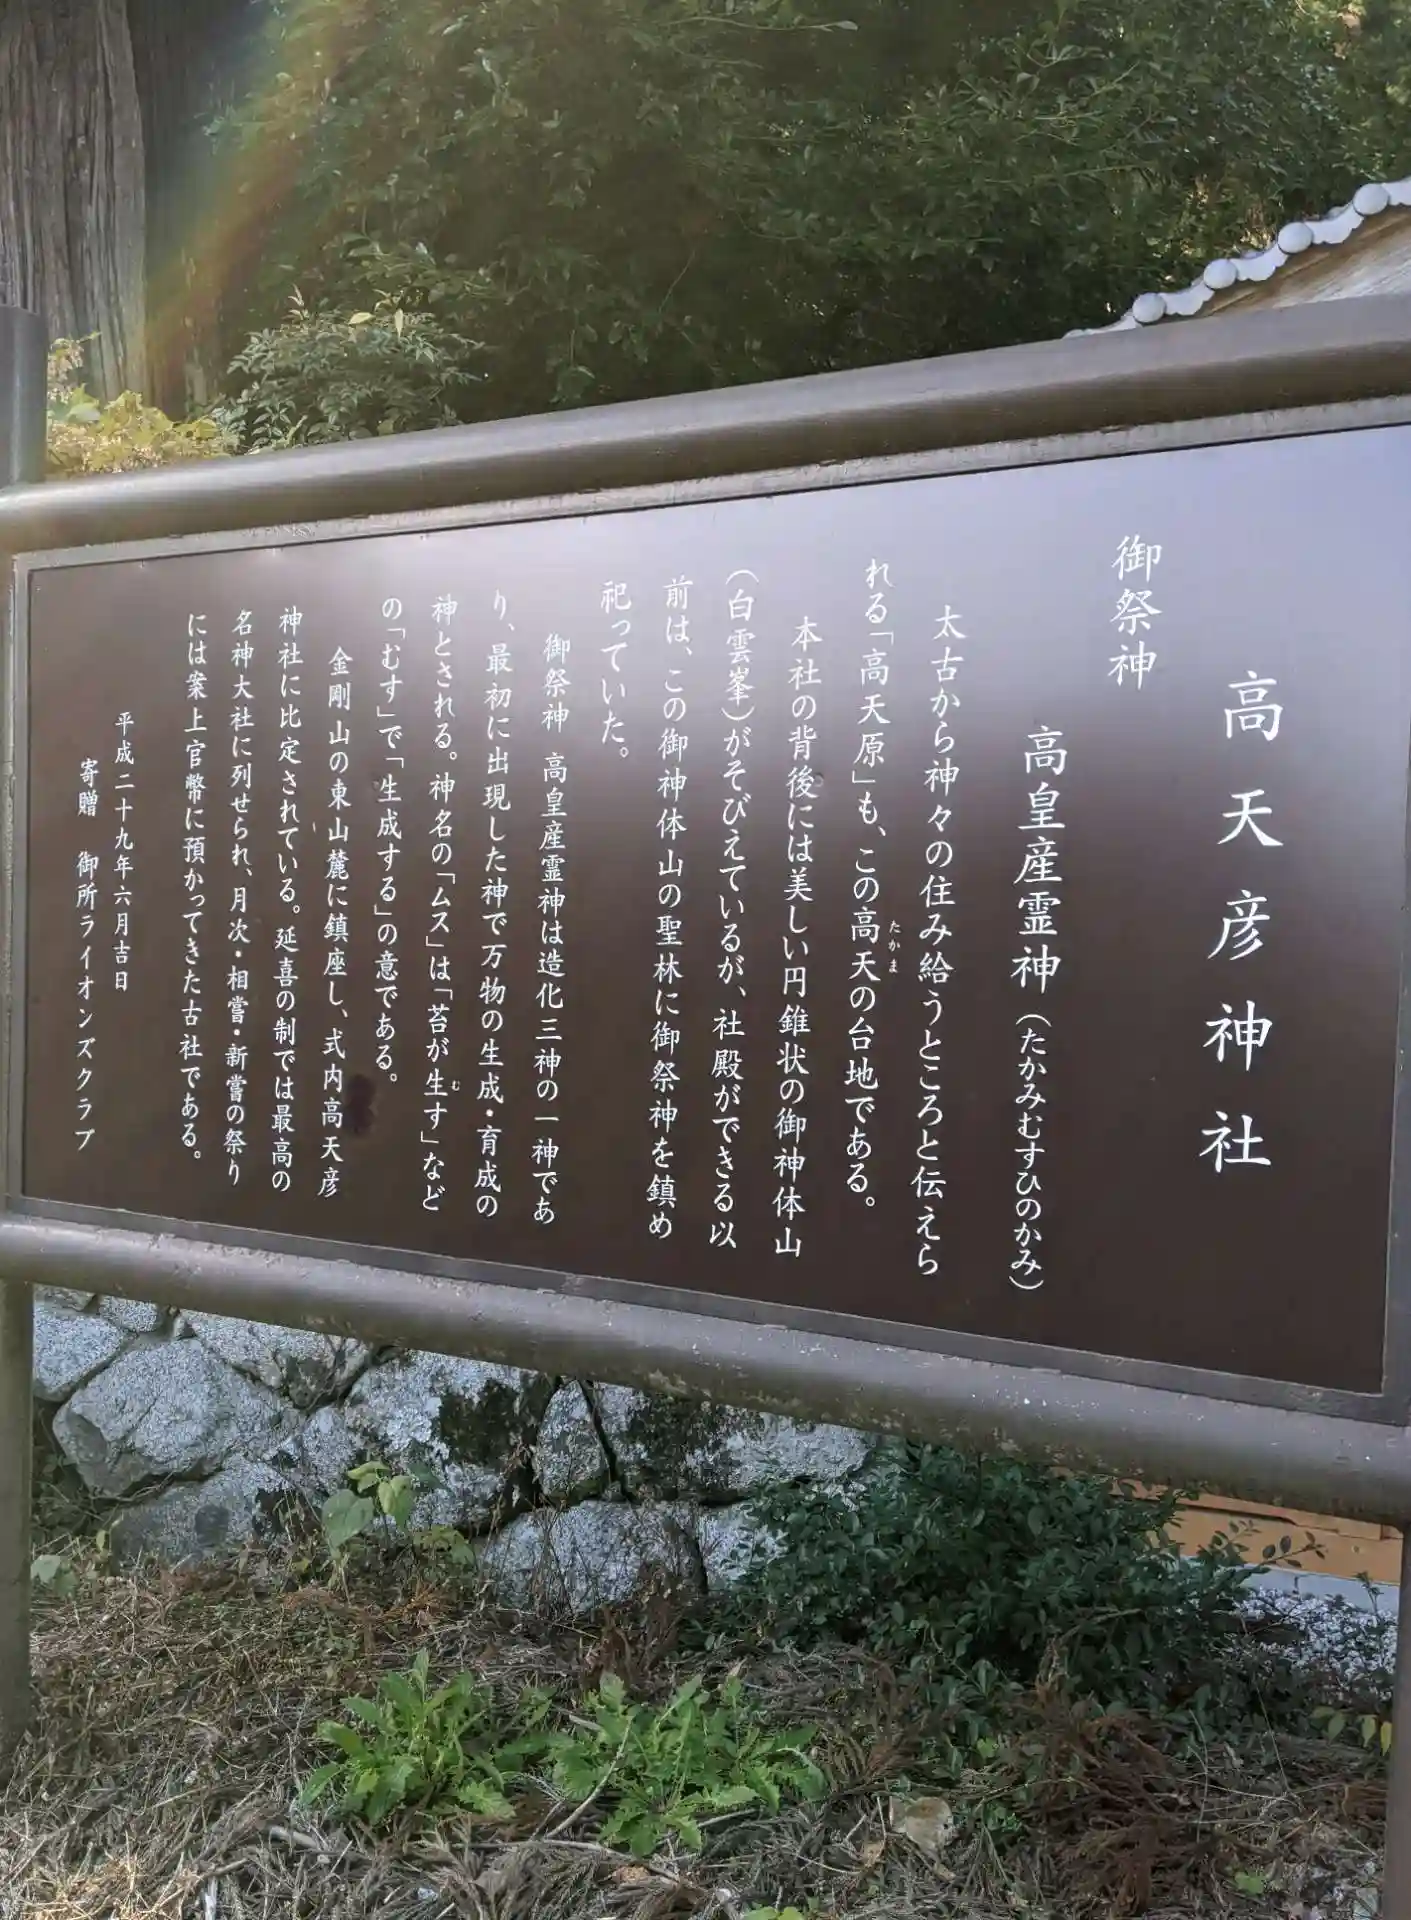 高天彦神社
御祭神
高皇産霊神(たかみむすひのかみ)
太古から神々の住み給うところと伝えら
れる「高天原」も、この高天の台地である。
たかま
本社の背後には美しい円錐状の御神体山
(白雲峯)がそびえているが、社殿ができる以
前は、この御神体山の聖林に御祭神を鎮め
祀っていた。
御祭神 高皇産霊神は造化三神の一神であ
り、最初に出現した神で万物の生成・育成の
神とされる。神名の「ムス」は「苔が生す」など
む
の「むす」で「生成する」の意である。
金剛山の東山麓に鎮座し、式内高天彦
神社に比定されている。延喜の制では最高の
名神大社に列せられ、月次・相嘗・新嘗の祭り
には案上官幣に預かってきた古社である。
平成二十九年六月吉日
寄贈 御所ライオンズクラブ